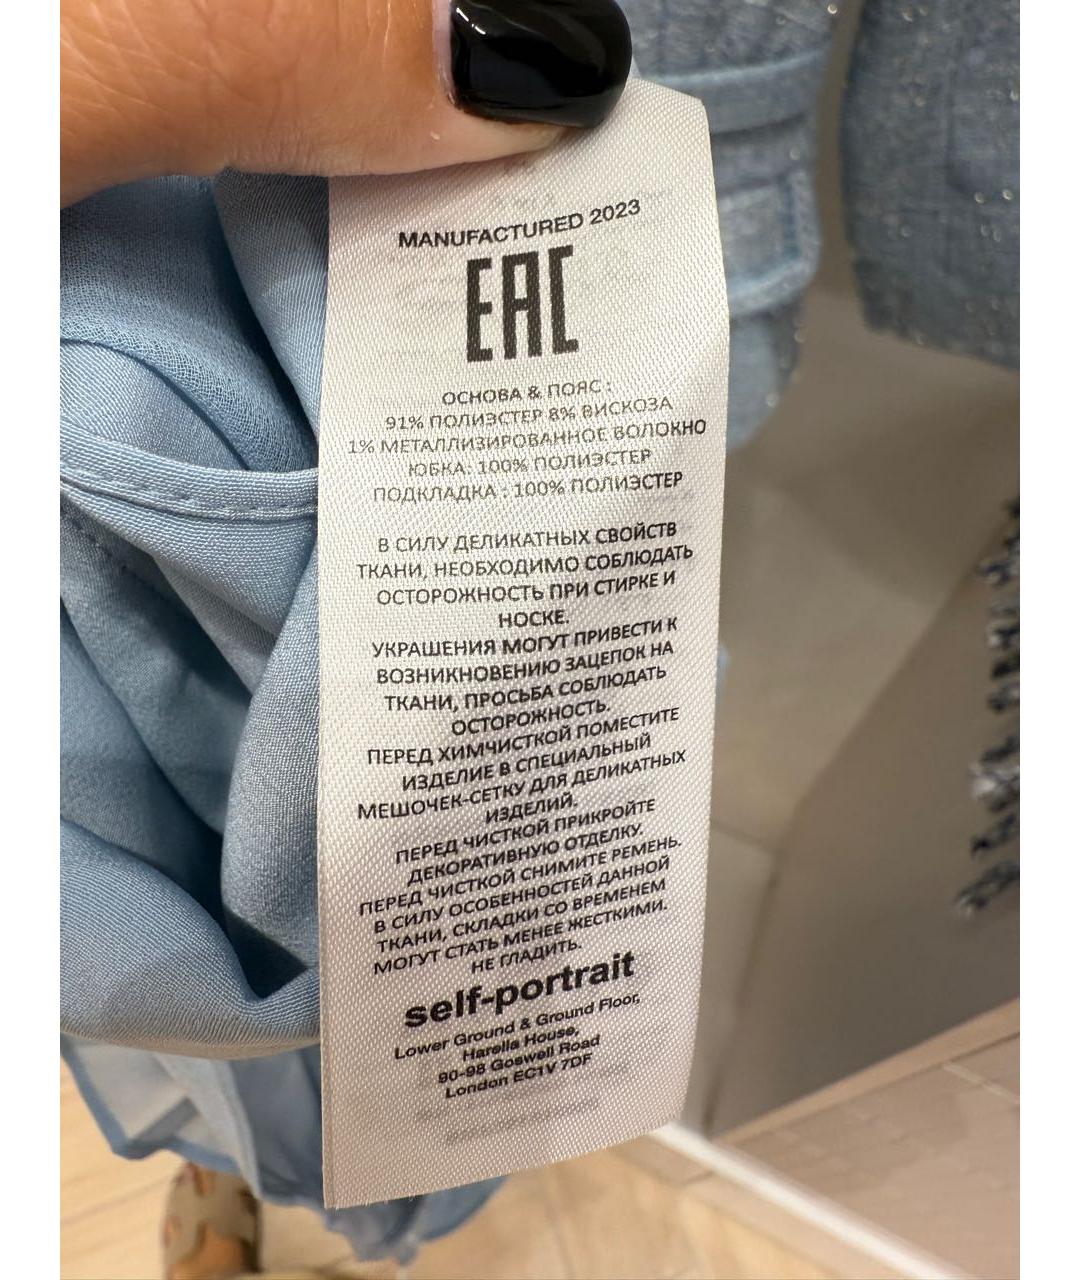 MANUFACTURED 2023
EAC
ОСНОВА & ПОЯС :
91% ПОЛИЭСТЕР 8% ВИСКОЗА
1% МЕТАЛЛИЗИРОВАННОЕ ВОЛОКНО
ЮБКА: 100% ПОЛИЭСТЕР
ПОДКЛАДКА : 100% ПОЛИЭСТЕР
В СИЛУ ДЕЛИКАТНЫХ СВОЙСТВ
ТКАНИ, НЕОБХОДИМО СОБЛЮДАТЬ
ОСТОРОЖНОСТЬ ПРИ СТИРКЕ И
НОСКЕ.
УКРАШЕНИЯ МОГУТ ПРИВЕСТИ К
ВОЗНИКНОВЕНИЮ ЗАЦЕПОК НА
ТКАНИ, ПРОСЬБА СОБЛЮДАТЬ
ОСТОРОЖНОСТЬ.
ПЕРЕД ХИМЧИСТКОЙ ПОМЕСТИТЕ
ИЗДЕЛИЕ В СПЕЦИАЛЬНЫЙ
МЕШОЧЕК-СЕТКУ ДЛЯ ДЕЛИКАТНЫХ
ИЗДЕЛИЙ.
ПЕРЕД ЧИСТКОЙ ПРИКРОЙТЕ
ДЕКОРАТИВНУЮ ОТДЕЛКУ.
ПЕРЕД ЧИСТКОЙ СНИМИТЕ РЕМЕНЬ.
В СИЛУ ОСОБЕННОСТЕЙ ДАННОЙ
ТКАНИ, СКЛАДКИ СО ВРЕМЕНЕМ
МОГУТ СТАТЬ МЕНЕЕ ЖЕСТКИМИ.
НЕ ГЛАДИТЬ.
self-portrait
Lower Ground & Ground Floor,
Harella House,
90-98 Goswell Road
London EC1V 7DF